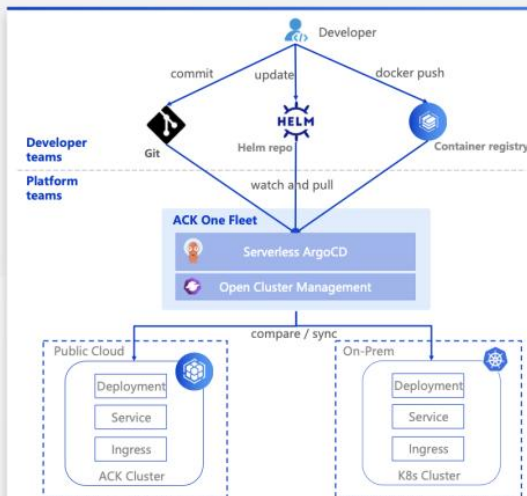 Developer
commit
update
docker push
HELM
Git
Helm repo
Container registry
Developer
teams
Platform
teams
watch and pull
ACK One Fleet
Serverless ArgoCD
Open Cluster Management
compare / sync
Public Cloud
Deployment
Service
Ingress
ACK Cluster
On-Prem
Deployment
Service
Ingress
K8s Cluster